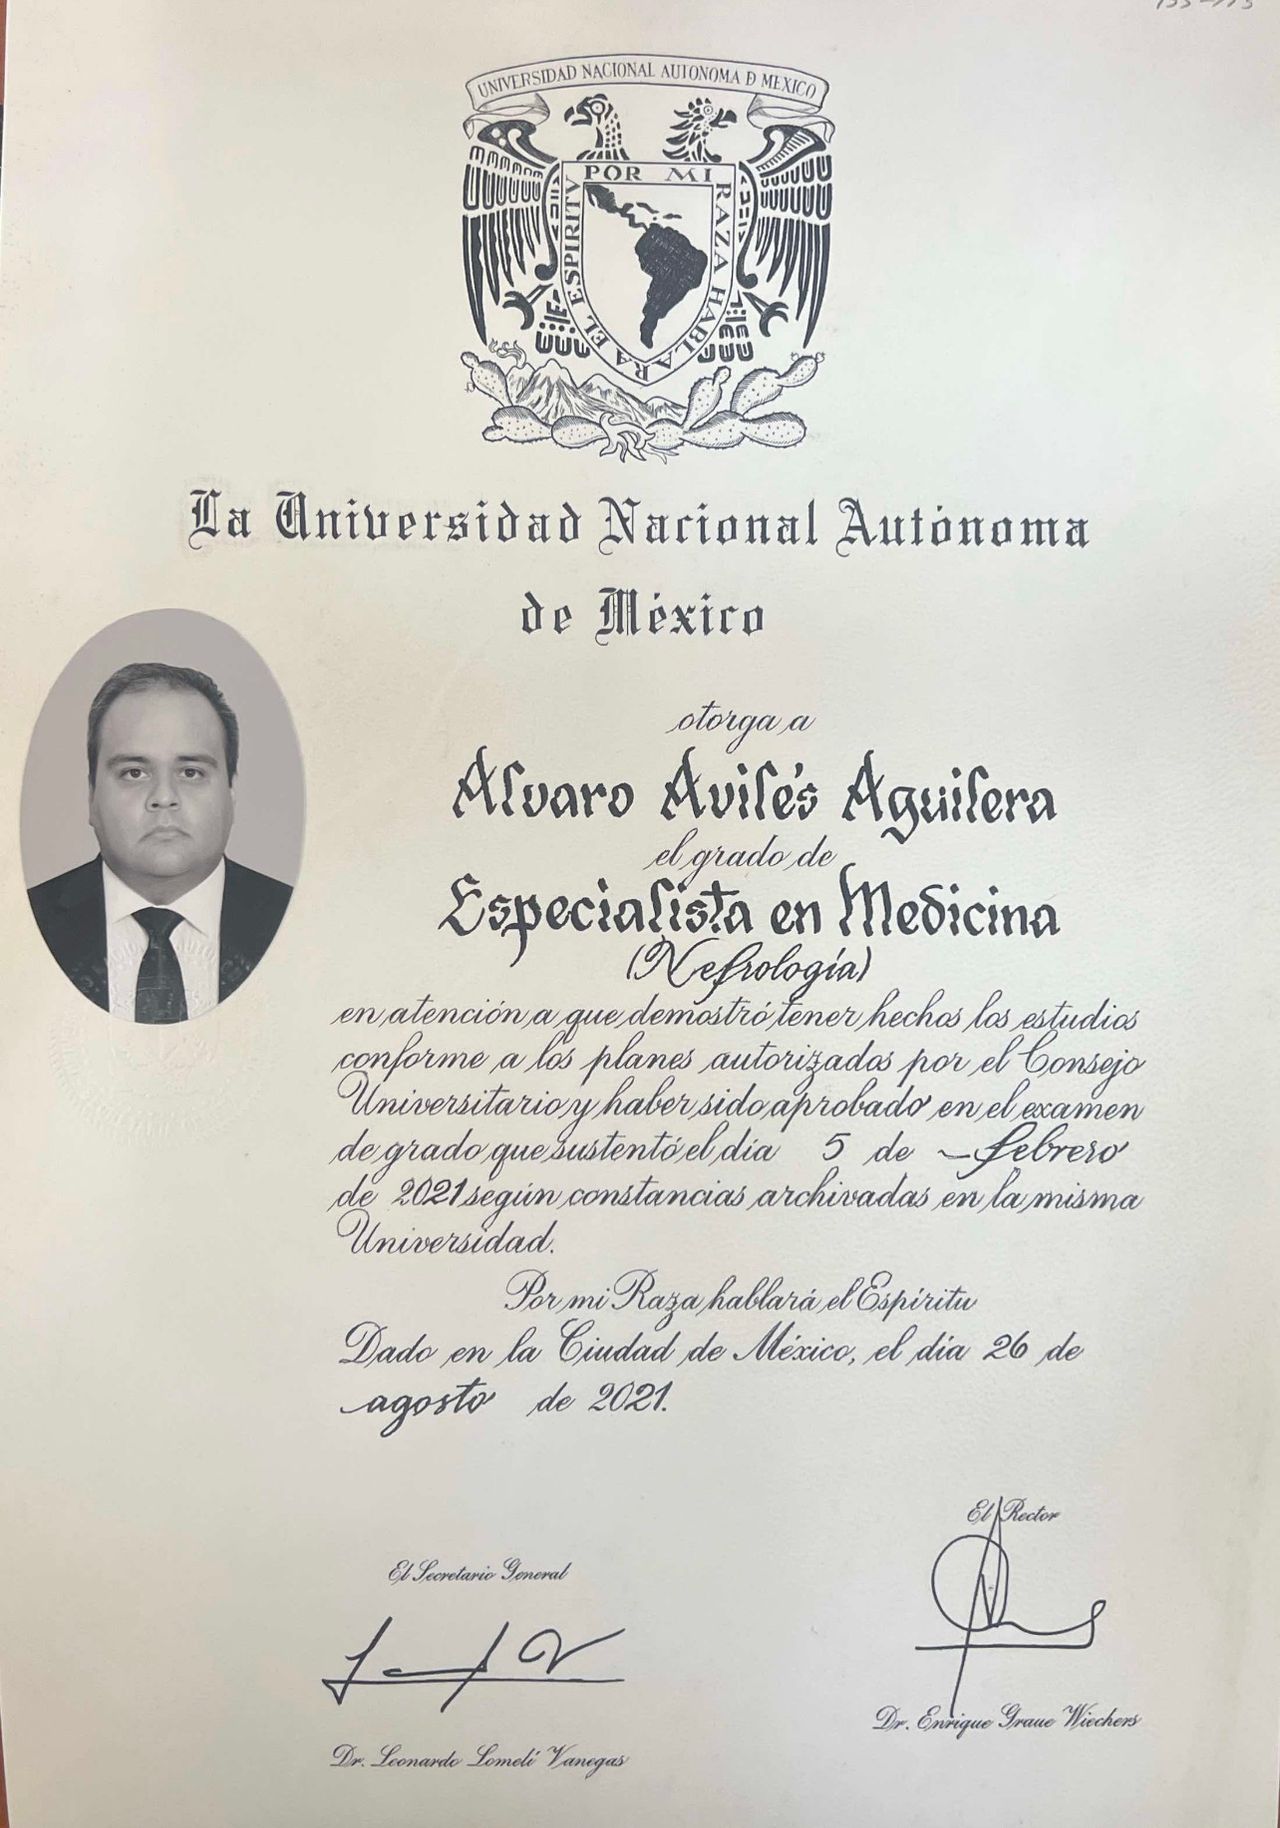 UNIVERSIDAD NACIONAL AUTONOMA D MEXICO
POR MI RAZA HABLARA EL ESPIRITU
La Universidad Nacional Autónoma
de México
otorga a
Alvaro Avilés Aguilera
el grado de
Especialista en Medicina
(Nefrología)
en atención a que demostró tener hechos los estudios
conforme a los planes autorizados por el Consejo
Universitario y haber sido aprobado en el examen
de grado que sustentó el día 5 de febrero
de 2021 según constancias archivadas en la misma
Universidad.
Por mi Raza hablará el Espíritu
Dado en la Ciudad de México, el día 26 de
agosto de 2021.
El Secretario General
Dr. Leonardo Lomelí Vanegas
El Rector
Dr. Enrique Graue Wiechers